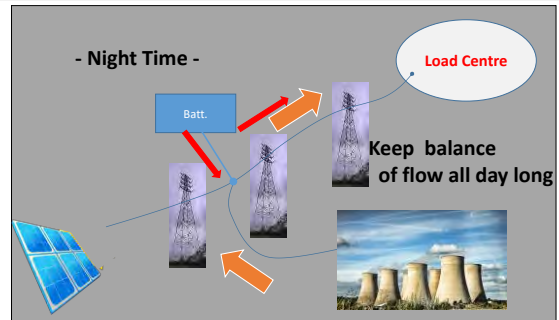 - Night Time -
Load Centre
Batt.
Keep balance
of flow all day long